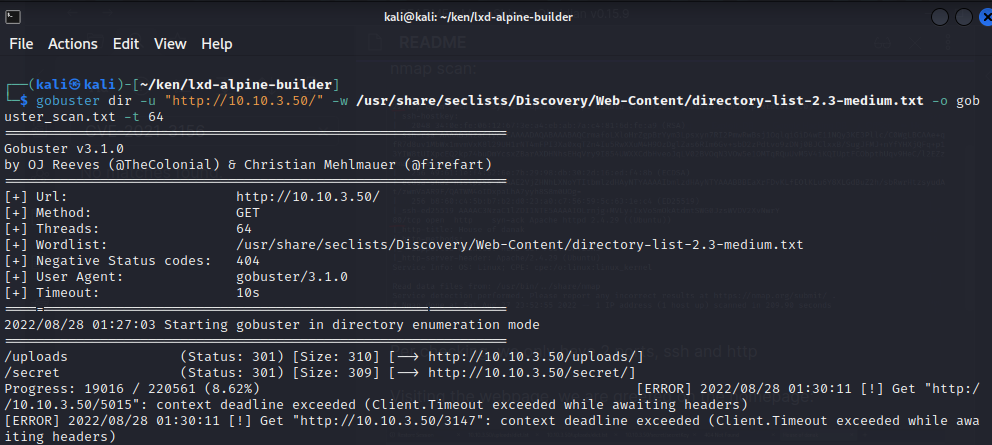 kali@kali: ~/ken/lxd-alpine-builder
File Actions Edit View Help
README
nmap scan:
┌──(kali㉿kali)-[~/ken/lxd-alpine-builder]
└─$ gobuster dir -u "http://10.10.3.50/" -w /usr/share/seclists/Discovery/Web-Content/directory-list-2.3-medium.txt -o gob
uster_scan.txt -t 64
===============================================================
Gobuster v3.1.0
by OJ Reeves (@TheColonial) & Christian Mehlmauer (@firefart)
===============================================================
[+] Url: http://10.10.3.50/
[+] Method: GET
[+] Threads: 64
[+] Wordlist: /usr/share/seclists/Discovery/Web-Content/directory-list-2.3-medium.txt
[+] Negative Status codes: 404
[+] User Agent: gobuster/3.1.0
[+] Timeout: 10s
===============================================================
2022/08/28 01:27:03 Starting gobuster in directory enumeration mode
===============================================================
/uploads (Status: 301) [Size: 310] [--> http://10.10.3.50/uploads/]
/secret (Status: 301) [Size: 309] [--> http://10.10.3.50/secret/]
Progress: 19016 / 220561 (8.62%) [ERROR] 2022/08/28 01:30:11 [!] Get "http:/
/10.10.3.50/5015": context deadline exceeded (Client.Timeout exceeded while awaiting headers)
[ERROR] 2022/08/28 01:30:11 [!] Get "http://10.10.3.50/3147": context deadline exceeded (Client.Timeout exceeded while awa
iting headers)